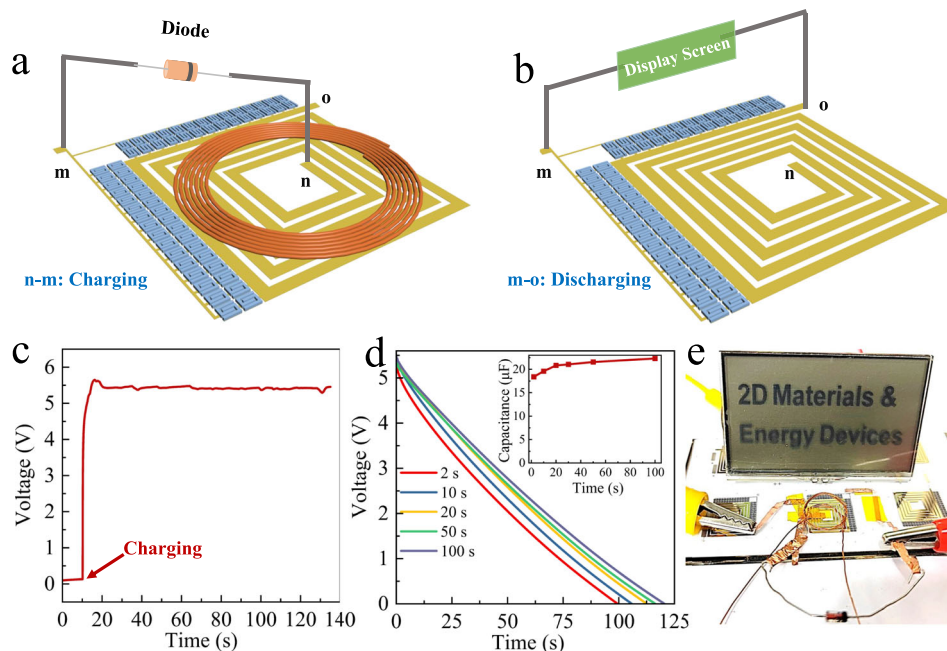 a
Diode
o
m
n
n-m: Charging
b
Display Screen
o
m
n
m-o: Discharging
c
Voltage (V)
6
5
4
3
2
1
0
Charging
0 20 40 60 80 100 120 140
Time (s)
d
Voltage (V)
6
5
4
3
2
1
0
2 s
10 s
20 s
50 s
100 s
0 25 50 75 100 125
Time (s)
Capacitance (μF)
25
20
15
10
5
0
0 20 40 60 80 100
Time (s)
e
2D Materials &
Energy Devices